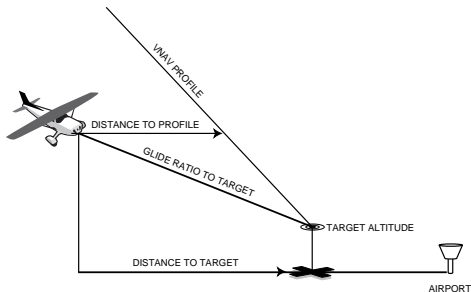 VNAV PROFILE
DISTANCE TO PROFILE
GLIDE RATIO TO TARGET
TARGET ALTITUDE
DISTANCE TO TARGET
AIRPORT